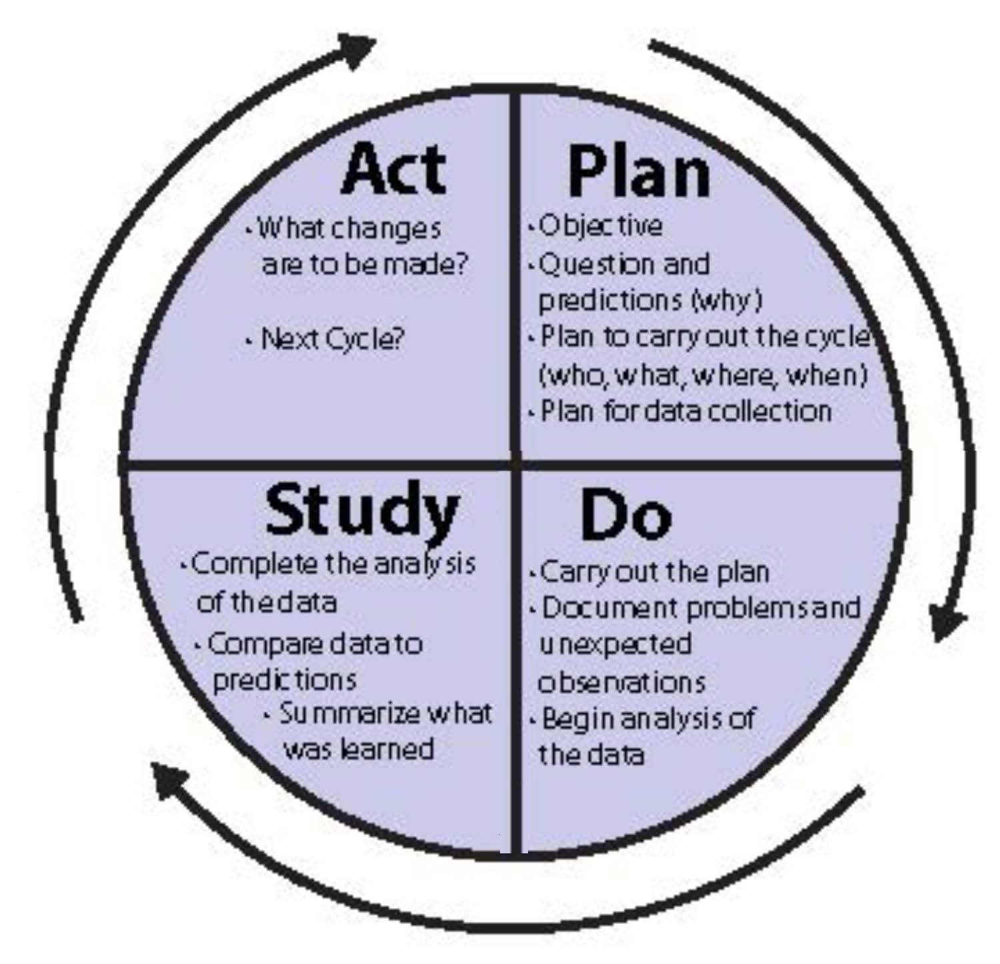 Act
• What changes
are to be made?
• Next Cycle?
Plan
• Objective
• Question and
predictions (why)
• Plan to carry out the cycle
(who, what, where, when)
• Plan for data collection
Study
• Complete the analysis
of the data
• Compare data to
predictions
• Summarize what
was learned
Do
• Carry out the plan
• Document problems and
unexpected
observations
• Begin analysis of
the data